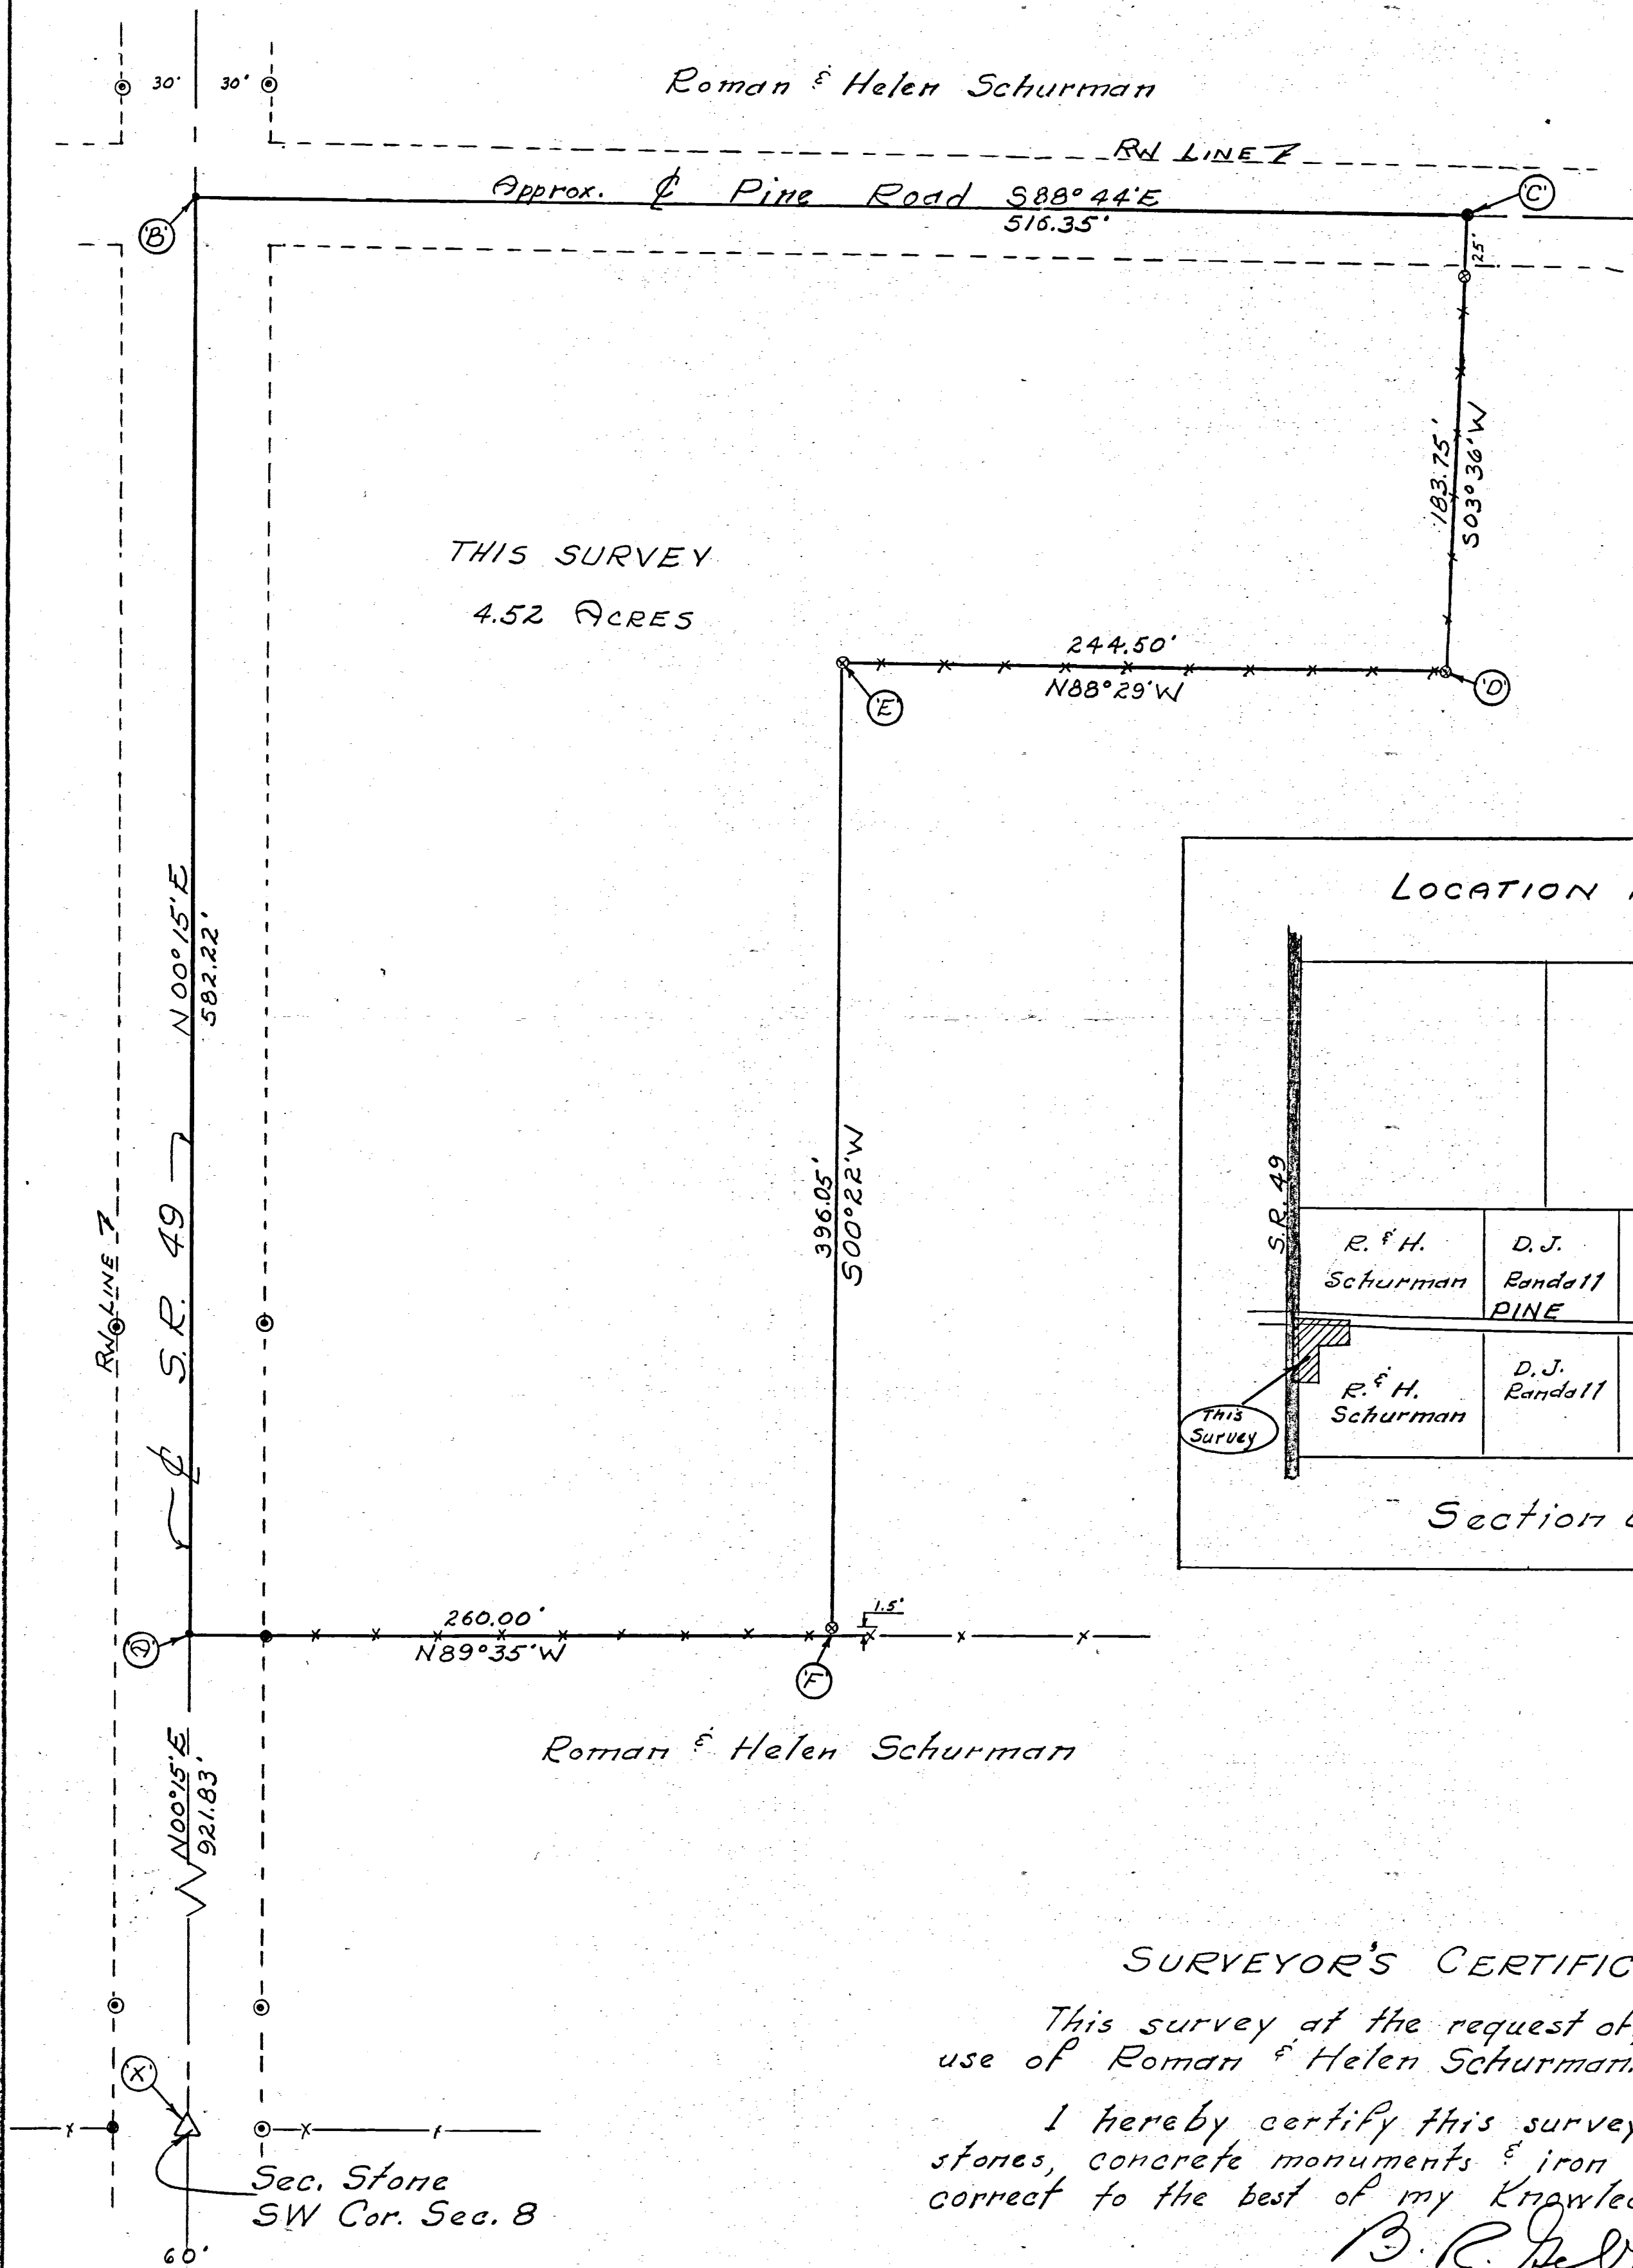 30' 30'
Roman & Helen Schurman
RW LINE
Approx. ℄ Pine Road S88° 44'E
516.35'
'C'
'B'
25'
183.75'
S03° 36'W
THIS SURVEY
4.52 ACRES
244.50'
N88° 29'W
'E'
'D'
N 00° 15' E
582.22'
LOCATION
S.R. 49
R. & H.
Schurman
D. J.
Randall
PINE
R. & H.
Schurman
D. J.
Randall
This
Survey
Section
396.05'
S00° 22' W
RW LINE
℄ S. R. 49
260.00'
N89° 35' W
1.5'
'A'
'F'
Roman & Helen Schurman
N00° 15' E
921.83'
SURVEYOR'S CERTIFIC
This survey at the request of
use of Roman & Helen Schurman.
I hereby certify this survey
stones, concrete monuments & iron
correct to the best of my Knowled
B. R.
'X'
Sec. Stone
SW Cor. Sec. 8
60'